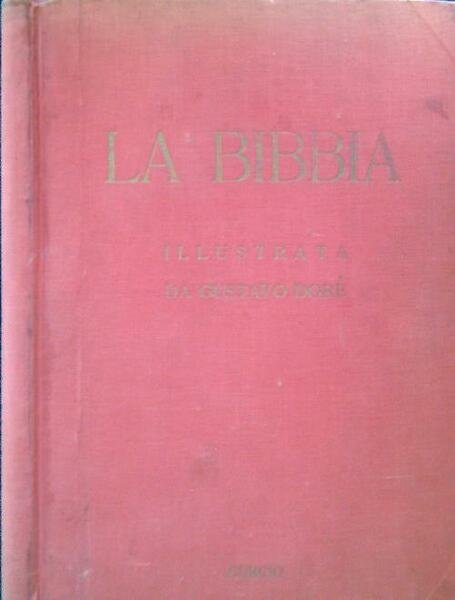 LA BIBBIA
ILLUSTRATA
DA GUSTAVO DORÉ
CURCIO